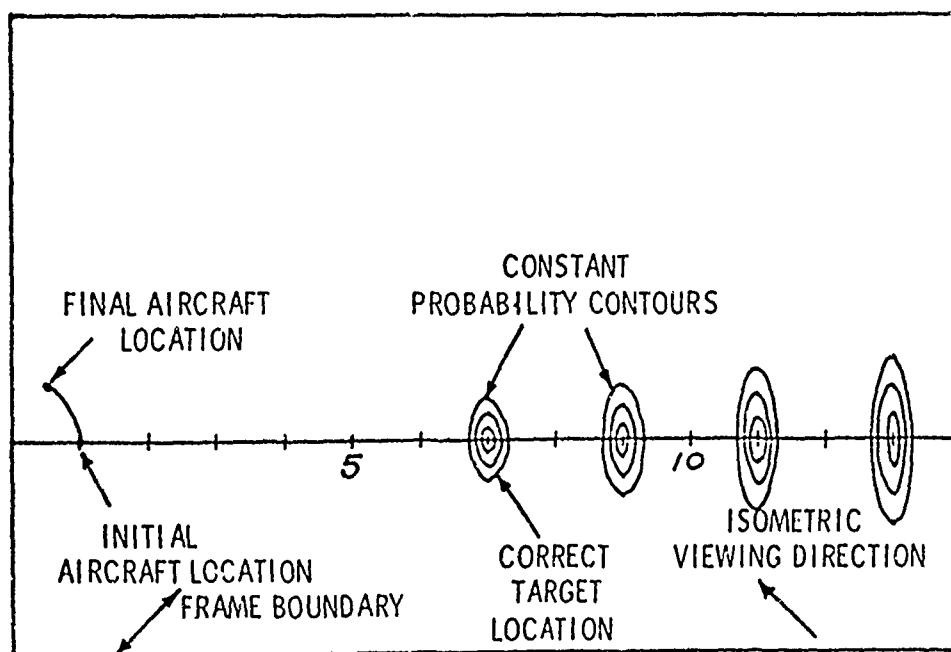 CONSTANT
PROBABILITY CONTOURS
FINAL AIRCRAFT
LOCATION
5
10
INITIAL
AIRCRAFT LOCATION
FRAME BOUNDARY
CORRECT
TARGET
LOCATION
ISOMETRIC
VIEWING DIRECTION